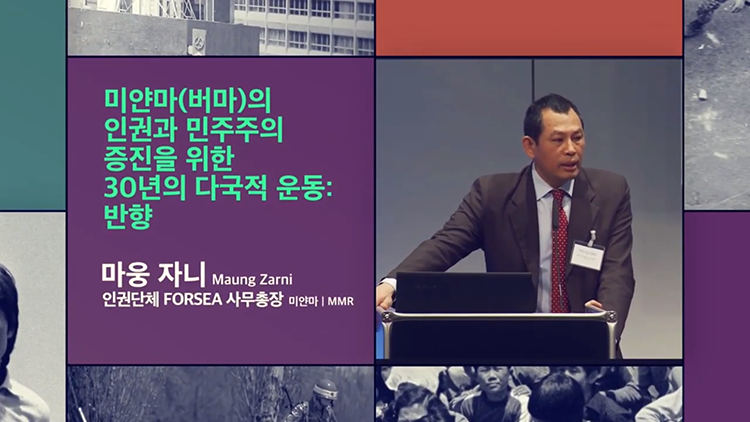 미얀마(버마)의
인권과 민주주의
증진을 위한
30년의 다국적 운동:
반향
마웅 자니 Maung Zarni
인권단체 FORSEA 사무총장 미얀마 | MMR